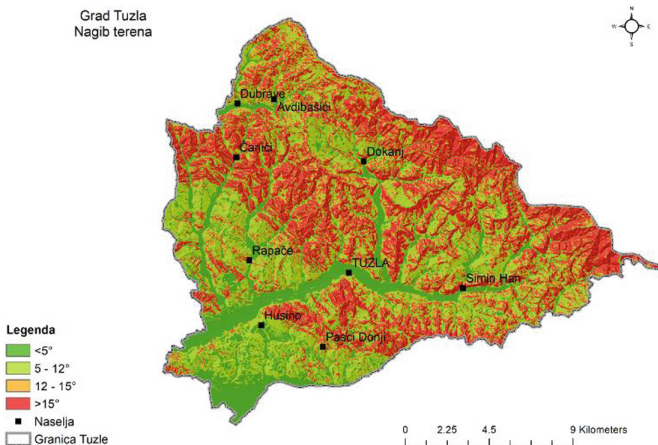 Grad Tuzla
Nagib terena
N
W E
S
Dubrave
Avdibašići
Čarlići
Dokanj
Rapače
TUZLA
Simin Han
Husino
Pasci Donji
Legenda
<5°
5 - 12°
12 - 15°
>15°
Naselja
Granica Tuzle
0 2.25 4.5 9 Kilometers